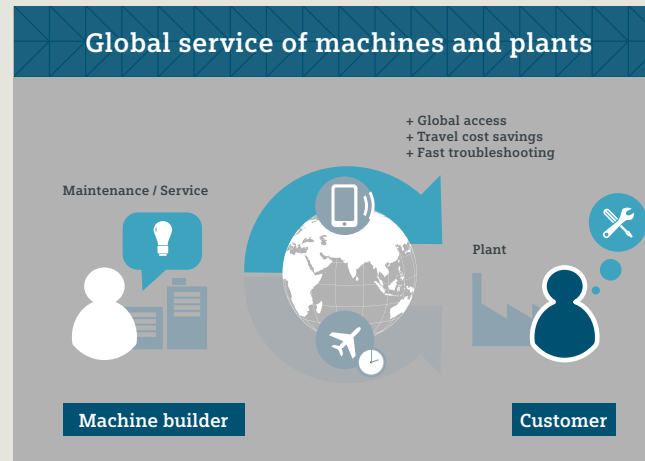 Global service of machines and plants
+ Global access
+ Travel cost savings
+ Fast troubleshooting
Maintenance / Service
Plant
Machine builder
Customer